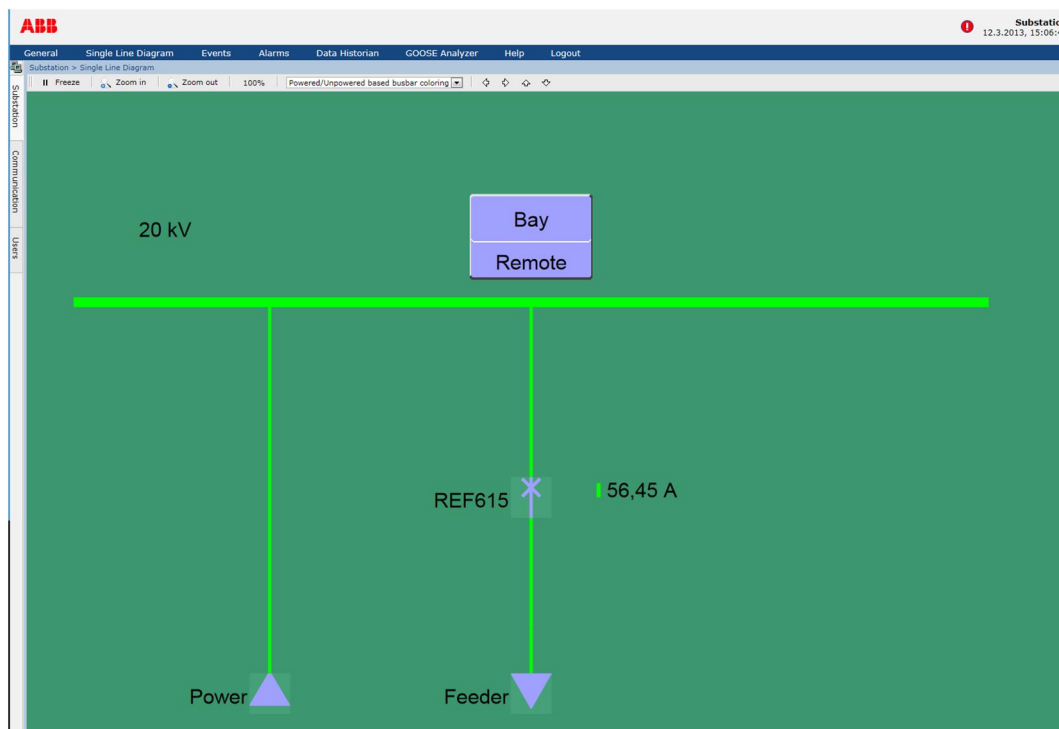 ABB
Substatio
12.3.2013, 15:06:4
General Single Line Diagram Events Alarms Data Historian GOOSE Analyzer Help Logout
Substation > Single Line Diagram
Freeze Zoom in Zoom out 100% Powered/Unpowered based busbar coloring
Substation
Communication
Users
20 kV
Bay
Remote
REF615
56,45 A
Power
Feeder